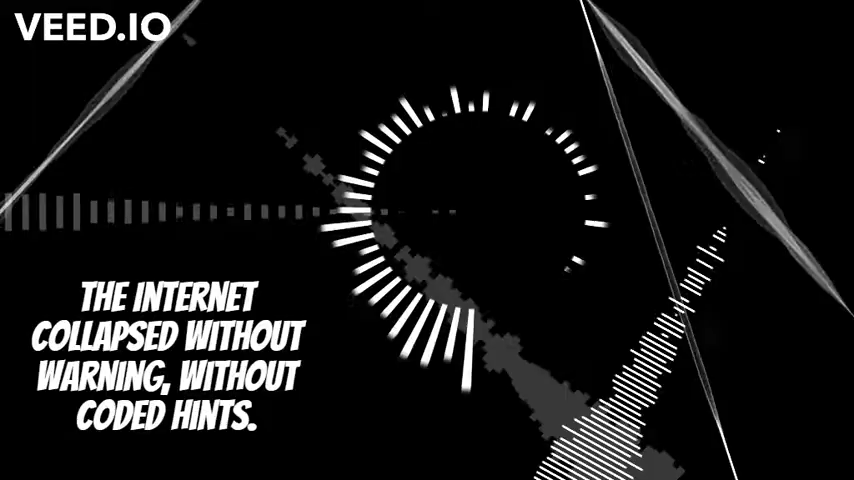 VEED.IO
THE INTERNET
COLLAPSED WITHOUT
WARNING, WITHOUT
CODED HINTS.